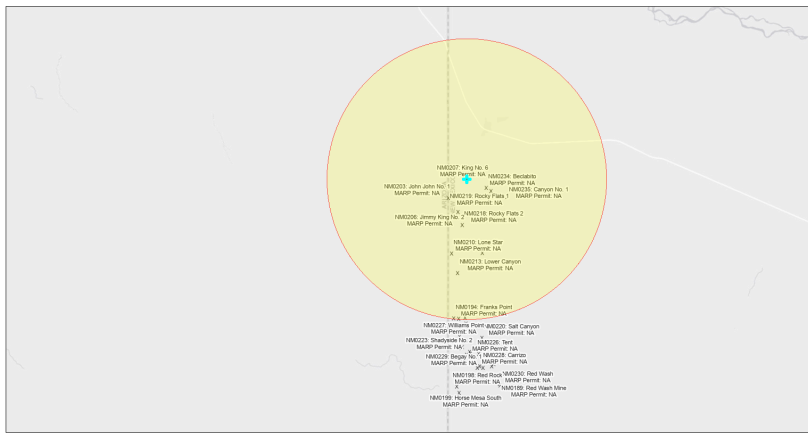 NM0207: King No. 6
MARP Permit: NA
NM0234: Beclabito
MARP Permit: NA
NM0203: John John No. 1
MARP Permit: NA
NM0235: Canyon No. 1
MARP Permit: NA
NM0219: Rocky Flats 1
MARP Permit: NA
NM0206: Jimmy King No. 2
MARP Permit: NA
NM0218: Rocky Flats 2
MARP Permit: NA
NM0210: Lone Star
MARP Permit: NA
NM0213: Lower Canyon
MARP Permit: NA
NM0194: Franks Point
MARP Permit: NA
NM0227: Williams Point
MARP Permit: NA
NM0220: Salt Canyon
MARP Permit: NA
NM0223: Shadyside No. 2
MARP Permit: NA
NM0226: Tent
MARP Permit: NA
NM0229: Begay No.
MARP Permit: NA
NM0228: Carrizo
MARP Permit: NA
NM0198: Red Rock
MARP Permit: NA
NM0230: Red Wash
NM0189: Red Wash Mine
MARP Permit: NA
NM0199: Horse Mesa South
MARP Permit: NA